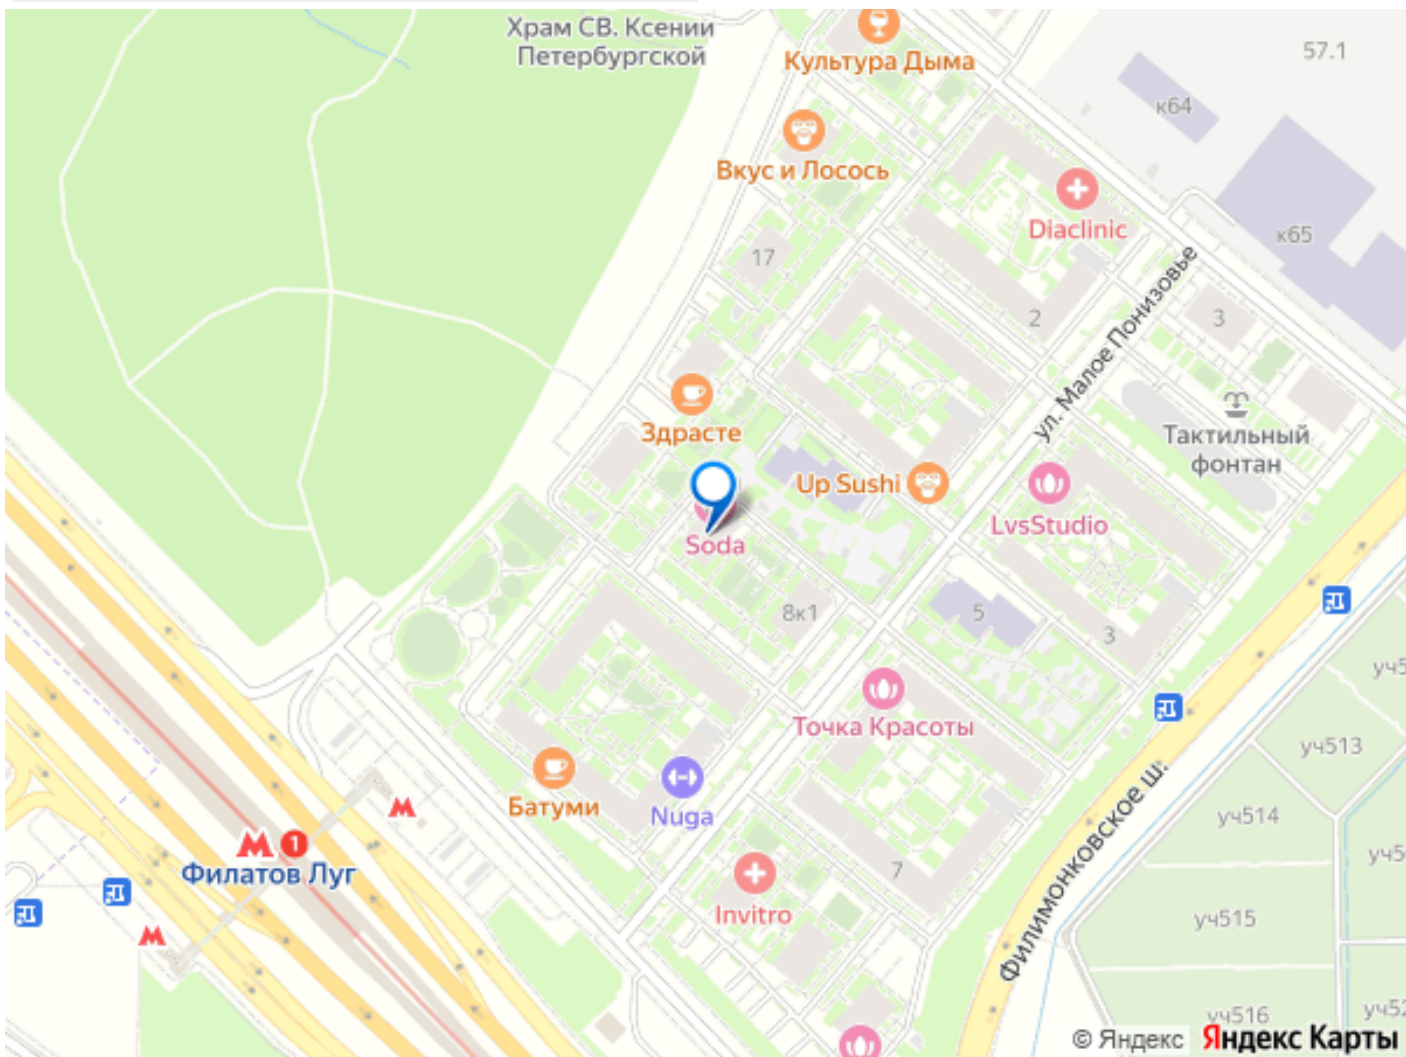 Храм СВ. Ксении
Петербургской
Культура Дыма
57.1
к64
Вкус и Лосось
Diaclinic
к65
17
2
3
ул. Малое Понизовье
Здрасте
Тактильный
фонтан
Up Sushi
LvsStudio
Soda
8к1
5
3
уч513
Точка Красоты
Батуми
Nuga
уч514
Филимонковское ш.
М 1
Филатов Луг
М
М
7
Invitro
уч515
уч516
© Яндекс Яндекс Карты